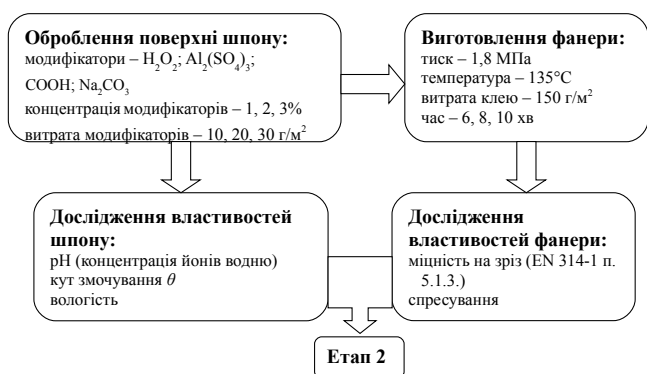 Оброблення поверхні шпону:
модифікатори – H₂O₂; Al₂(SO₄)₃;
COOH; Na₂CO₃
концентрація модифікаторів – 1, 2, 3%
витрата модифікаторів – 10, 20, 30 г/м²
Виготовлення фанери:
тиск – 1,8 МПа
температура – 135°C
витрата клею – 150 г/м²
час – 6, 8, 10 хв
Дослідження властивостей
шпону:
pH (концентрація йонів водню)
кут змочування θ
вологість
Дослідження
властивостей фанери:
міцність на зріз (EN 314-1 п.
5.1.3.)
спресування
Етап 2